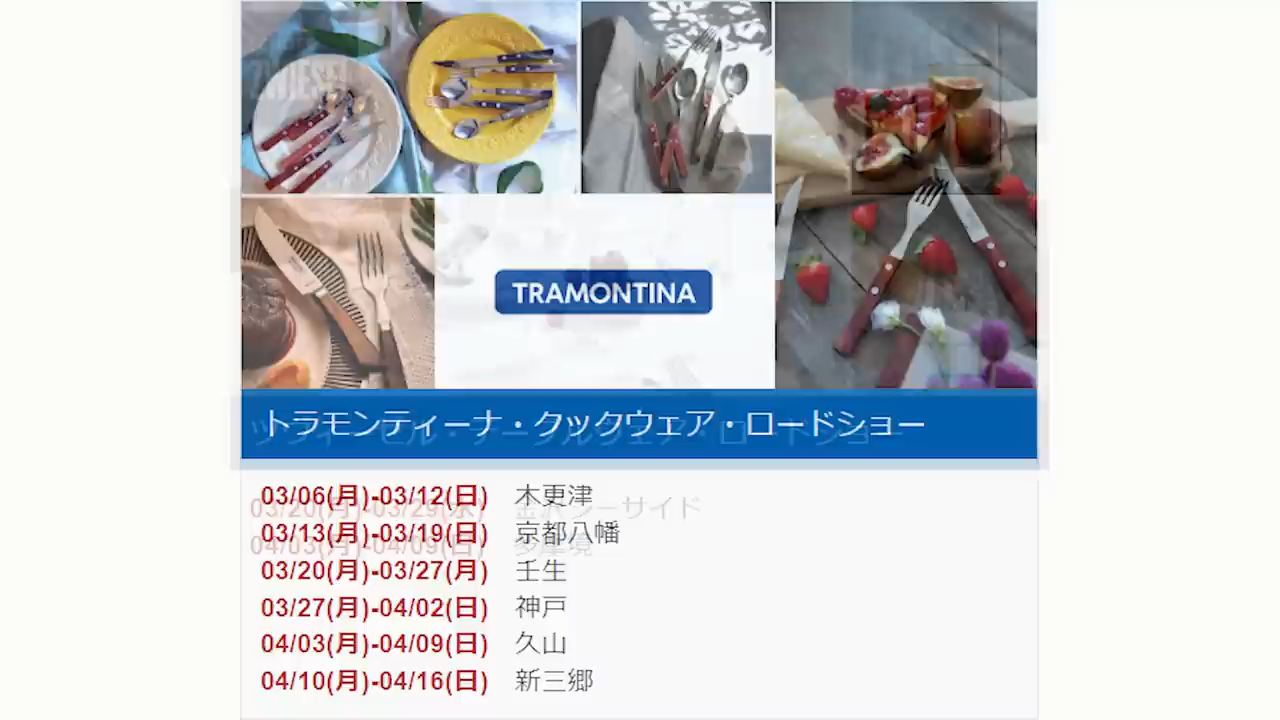 TRAMONTINA
トラモンティーナ・クックウェア・ロードショー
03/06(月)-03/12(日) 木更津
03/13(月)-03/19(日) 京都八幡
03/20(月)-03/27(月) 壬生
03/27(月)-04/02(日) 神戸
04/03(月)-04/09(日) 久山
04/10(月)-04/16(日) 新三郷